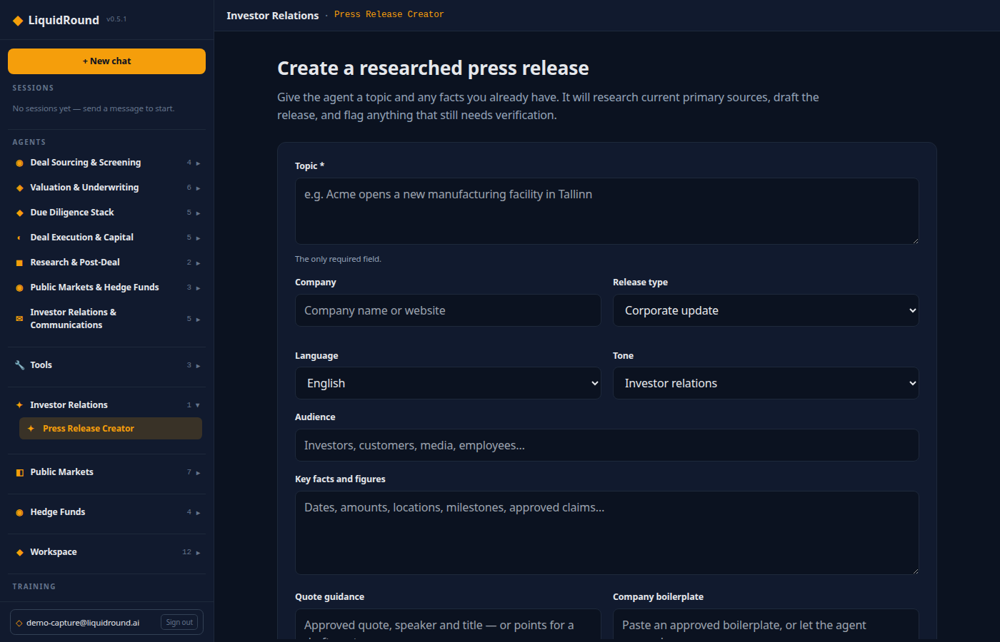 LiquidRound v0.5.1
+ New chat
SESSIONS
No sessions yet — send a message to start.
AGENTS
Deal Sourcing & Screening 4
Valuation & Underwriting 6
Due Diligence Stack 5
Deal Execution & Capital 5
Research & Post-Deal 2
Public Markets & Hedge Funds 3
Investor Relations &
Communications 5
Tools 3
Investor Relations 1
Press Release Creator
Public Markets 7
Hedge Funds 4
Workspace 12
TRAINING
demo-capture@liquidround.ai Sign out
Investor Relations · Press Release Creator
Create a researched press release
Give the agent a topic and any facts you already have. It will research current primary sources, draft the
release, and flag anything that still needs verification.
Topic *
e.g. Acme opens a new manufacturing facility in Tallinn
The only required field.
Company Release type
Company name or website Corporate update
Language Tone
English Investor relations
Audience
Investors, customers, media, employees...
Key facts and figures
Dates, amounts, locations, milestones, approved claims...
Quote guidance Company boilerplate
Approved quote, speaker and title — or points for a Paste an approved boilerplate, or let the agent